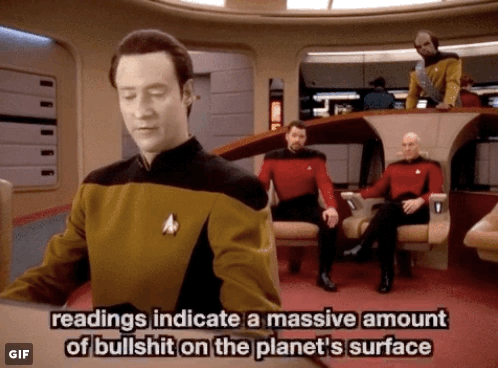 readings indicate a massive amount
of bullshit on the planet's surface
GIF